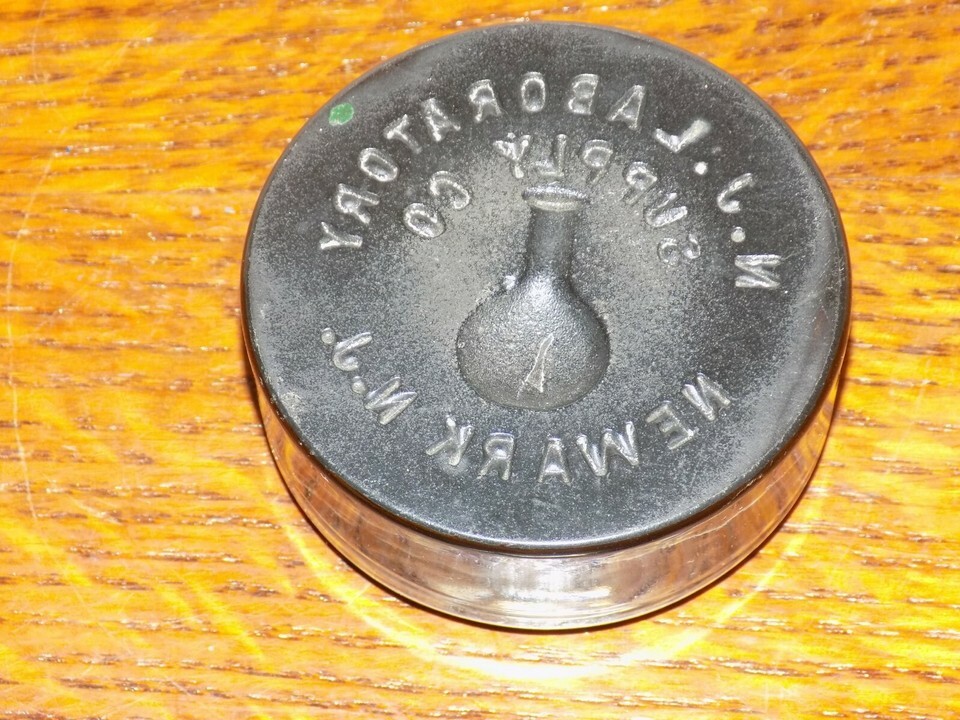 N.J. LABORATORY
SUPPLY CO
NEWARK N.J.